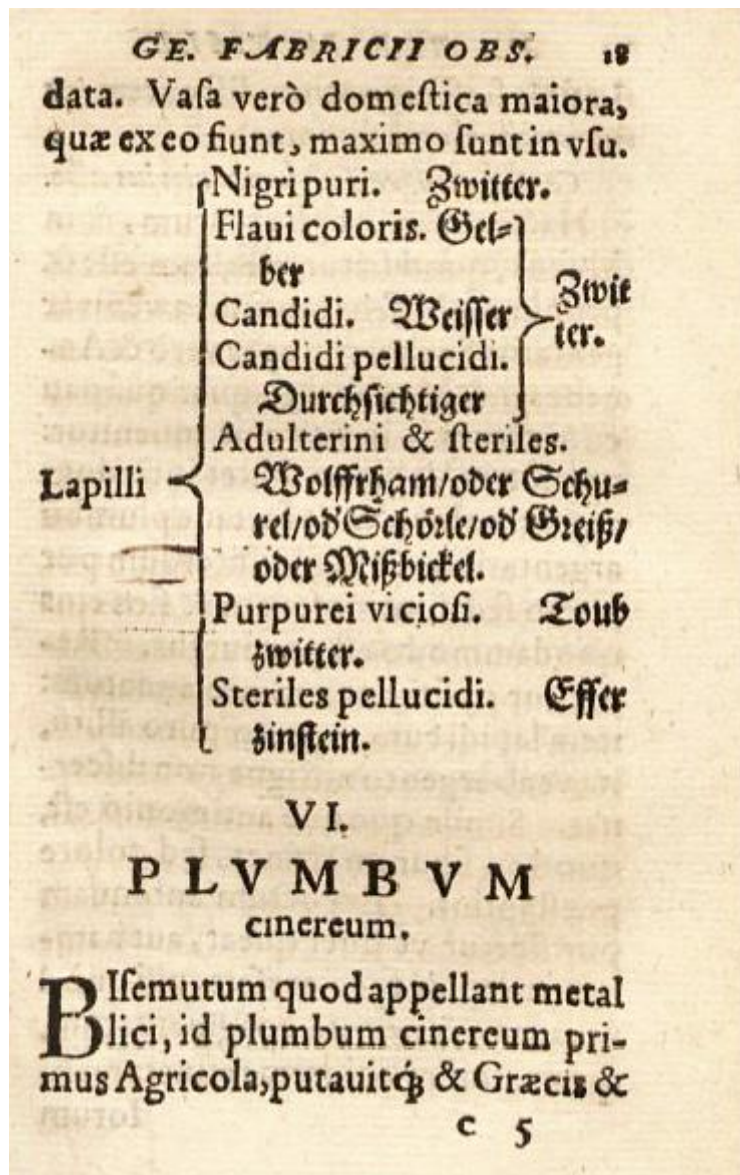 GE. FABRICII OBS. 18
data. Vaſa verò domeſtica maiora,
quæ ex eo fiunt, maximo ſunt in vſu.
Nigri puri. Zwitter.
Flaui coloris. Gel⸗
ber
Candidi. Weiſſer
Candidi pellucidi.
Durchſichtiger
Zwit
ter.
Adulterini & ſteriles.
Lapilli
Wolffrham/oder Schu⸗
rel/od' Schörle/od' Greiß/
oder Mißbickel.
Purpurei vicioſi. Toub
zwitter.
Steriles pellucidi. Eſſer
zinſtein.
VI.
PLVMBVM
cinereum.
BIſemutum quod appellant metal
lici, id plumbum cinereum pri-
mus Agricola, putauitq́; & Græcis &
c 5